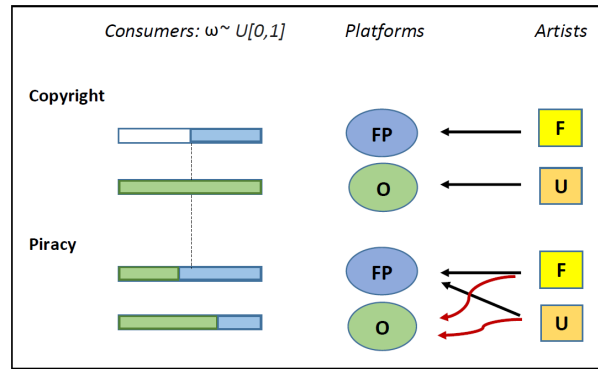 Consumers: ω~ U[0,1] Platforms Artists
Copyright
FP F
O U
Piracy
FP F
O U